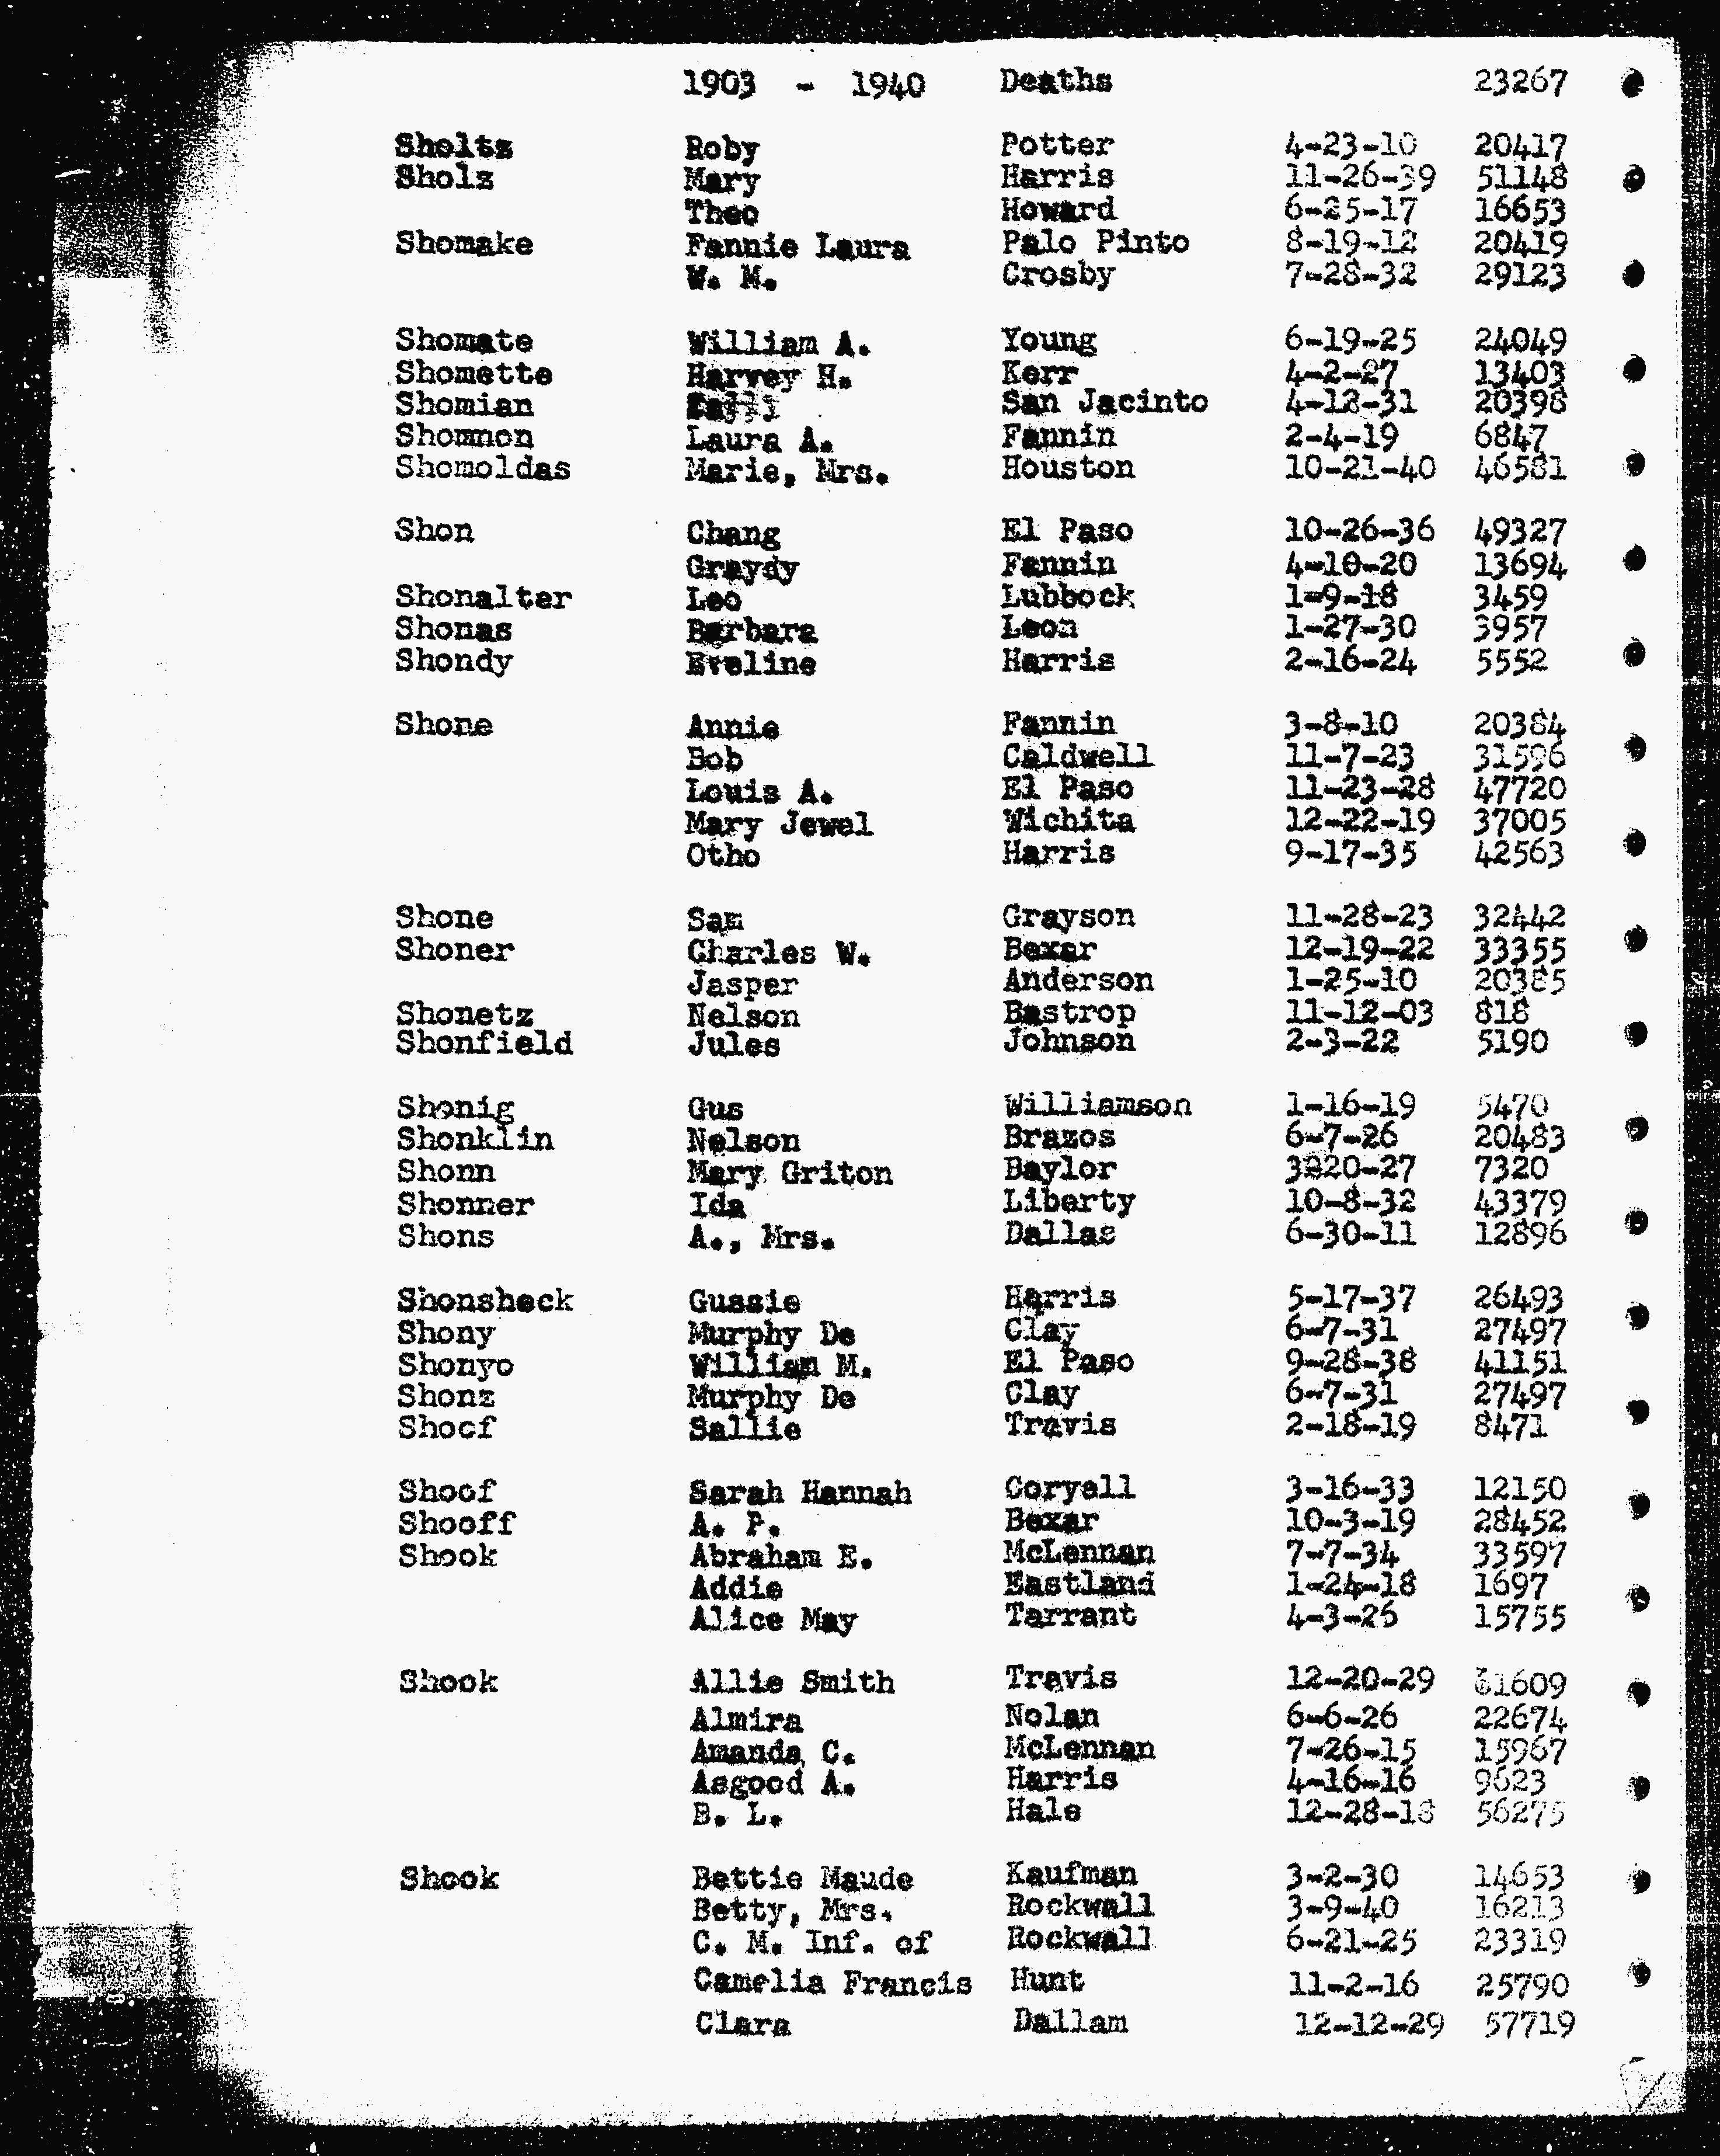 1903 - 1940 Deaths 23267
Sholtz Roby Potter 4-23-10 20417
Sholz Mary Harris 11-26-39 51148
Theo Howard 6-25-17 16653
Shomake Fannie Laura Palo Pinto 8-19-12 20419
W. M. Crosby 7-28-32 29123
Shomate William A. Young 6-19-25 24049
Shomette Harvey H. Kerr 4-2-27 13403
Shomian San Jacinto 4-12-31 20398
Shommon Laura A. Fannin 2-4-19 6847
Shomoldas Marie, Mrs. Houston 10-21-40 46581
Shon Chang El Paso 10-26-36 49327
Graydy Fannin 4-10-20 13694
Shonalter Leo Lubbock 1-9-18 3459
Shonas Barbara Leon 1-27-30 3957
Shondy Eveline Harris 2-16-24 5552
Shone Annie Fannin 3-8-10 20384
Bob Caldwell 11-7-23 31596
Louis A. El Paso 11-23-28 47720
Mary Jewel Wichita 12-22-19 37005
Otho Harris 9-17-35 42563
Shone Sam Grayson 11-28-23 32442
Shoner Charles W. Bexar 12-19-22 33355
Jasper Anderson 1-25-10 20385
Shonetz Nelson Bastrop 11-12-03 818
Shonfield Jules Johnson 2-3-22 5190
Shonig Gus Williamson 1-16-19 5470
Shonklin Nelson Brazos 6-7-26 20483
Shonn Mary Griton Baylor 3220-27 7320
Shonner Ida Liberty 10-8-32 43379
Shons A., Mrs. Dallas 6-30-11 12896
Shonsheck Gussie Harris 5-17-37 26493
Shony Murphy De Clay 6-7-31 27497
Shonyo William M. El Paso 9-28-38 41151
Shonz Murphy De Clay 6-7-31 27497
Shoof Sallie Travis 2-18-19 8471
Shoof Sarah Hannah Coryell 3-16-33 12150
Shooff A. P. Bexar 10-3-19 28452
Shook Abraham E. McLennan 7-7-34 33597
Addie Eastland 1-24-18 1697
Alice May Tarrant 4-3-26 15755
Shook Allie Smith Travis 12-20-29 61609
Almira Nolan 6-6-26 22674
Amanda C. McLennan 7-26-15 15967
Asgood A. Harris 4-16-16 9623
B. L. Hale 12-28-18 56275
Shook Bettie Maude Kaufman 3-2-30 14653
Betty, Mrs. Rockwall 3-9-40 16213
C. M. Inf. of Rockwall 6-21-25 23319
Camelia Francis Hunt 11-2-16 25790
Clara Dallam 12-12-29 57719